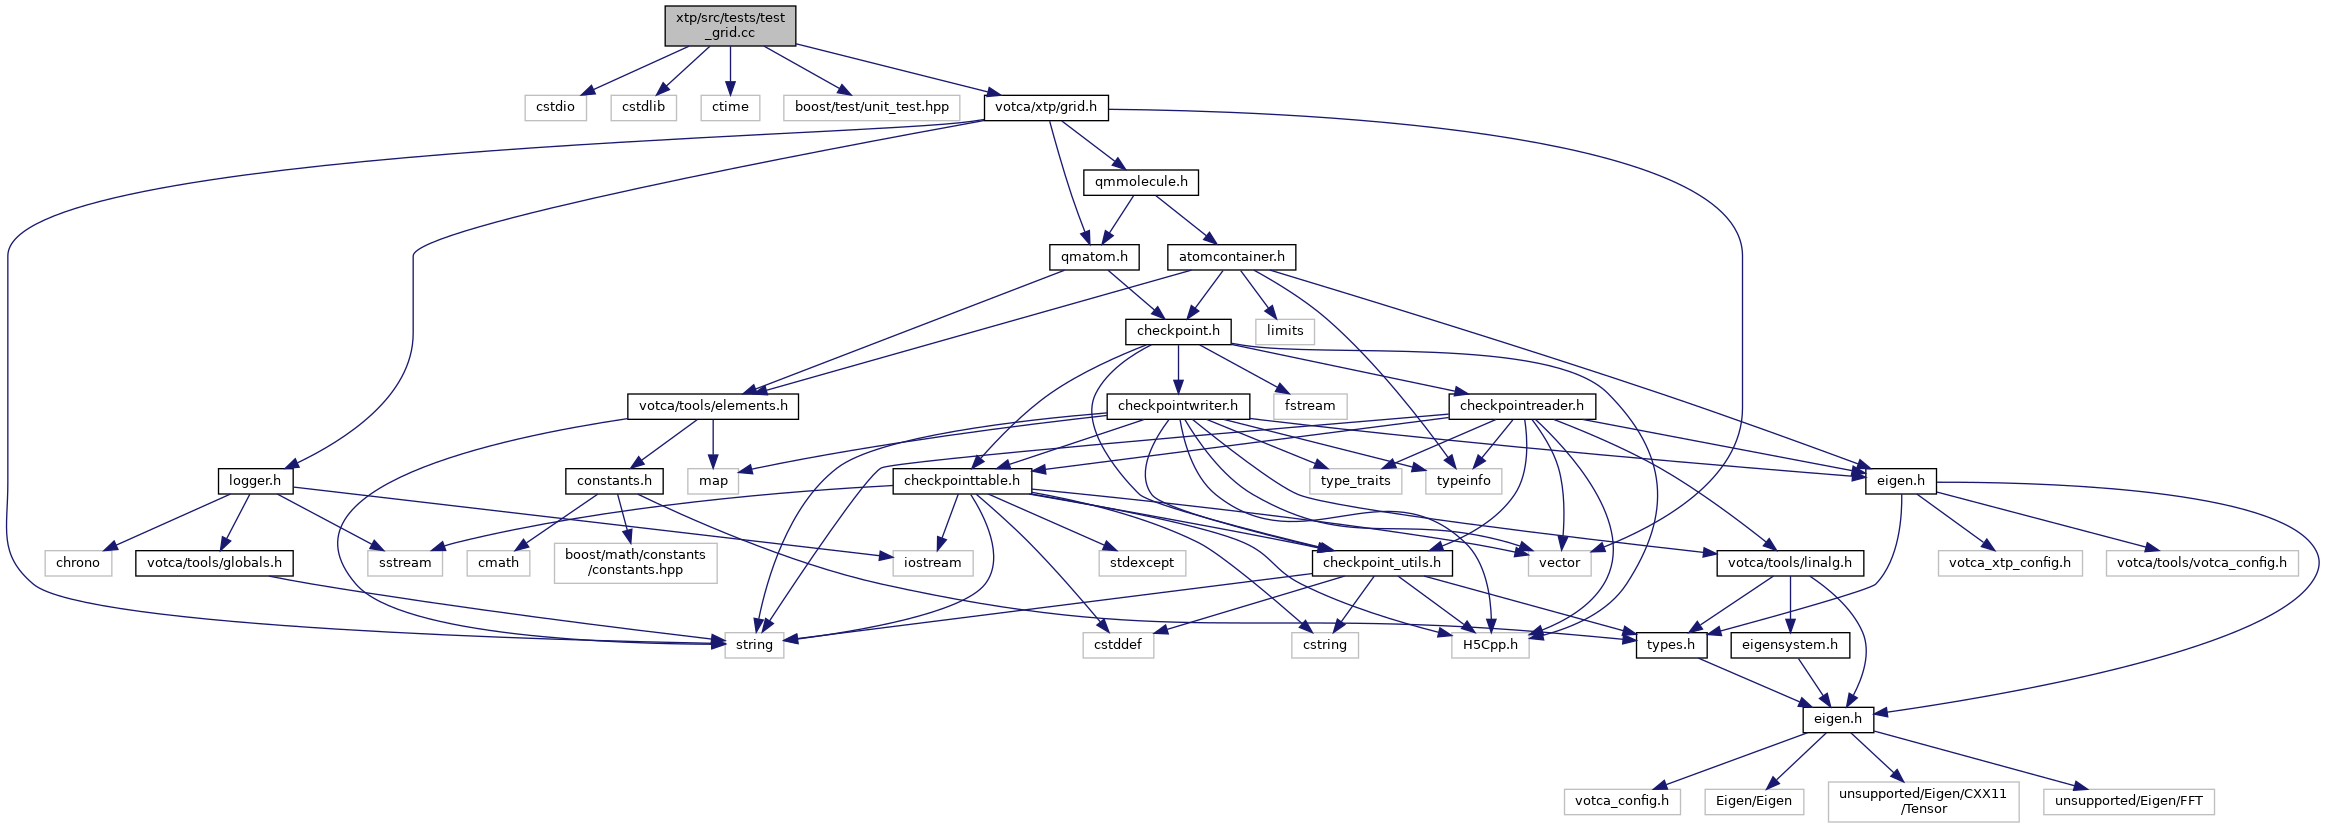 xtp/src/tests/test
_grid.cc
cstdio
cstdlib
ctime
boost/test/unit_test.hpp
votca/xtp/grid.h
qmmolecule.h
qmatom.h
atomcontainer.h
checkpoint.h
limits
votca/tools/elements.h
checkpointwriter.h
fstream
checkpointreader.h
logger.h
constants.h
map
checkpointtable.h
type_traits
typeinfo
eigen.h
chrono
votca/tools/globals.h
sstream
cmath
boost/math/constants
/constants.hpp
iostream
stdexcept
checkpoint_utils.h
vector
votca/tools/linalg.h
votca_xtp_config.h
votca/tools/votca_config.h
string
cstddef
cstring
H5Cpp.h
types.h
eigensystem.h
eigen.h
votca_config.h
Eigen/Eigen
unsupported/Eigen/CXX11
/Tensor
unsupported/Eigen/FFT